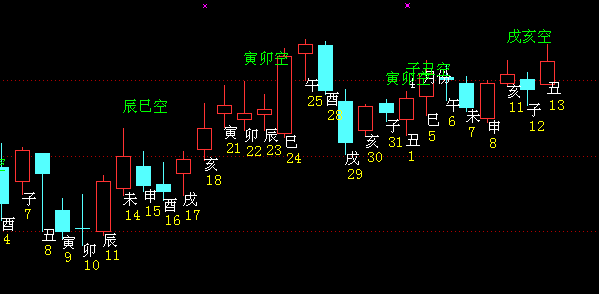 戌亥空
寅卯空
子丑空
寅卯空
辰巳空
空
酉
4
子
7
丑
8
寅
9
卯
10
辰
11
未
14
申
15
酉
16
戌
17
亥
18
寅
21
卯
22
辰
23
巳
24
午
25
酉
28
戌
29
亥
30
子
31
丑
1
4
巳
5
午
6
未
7
申
8
亥
11
子
12
丑
13